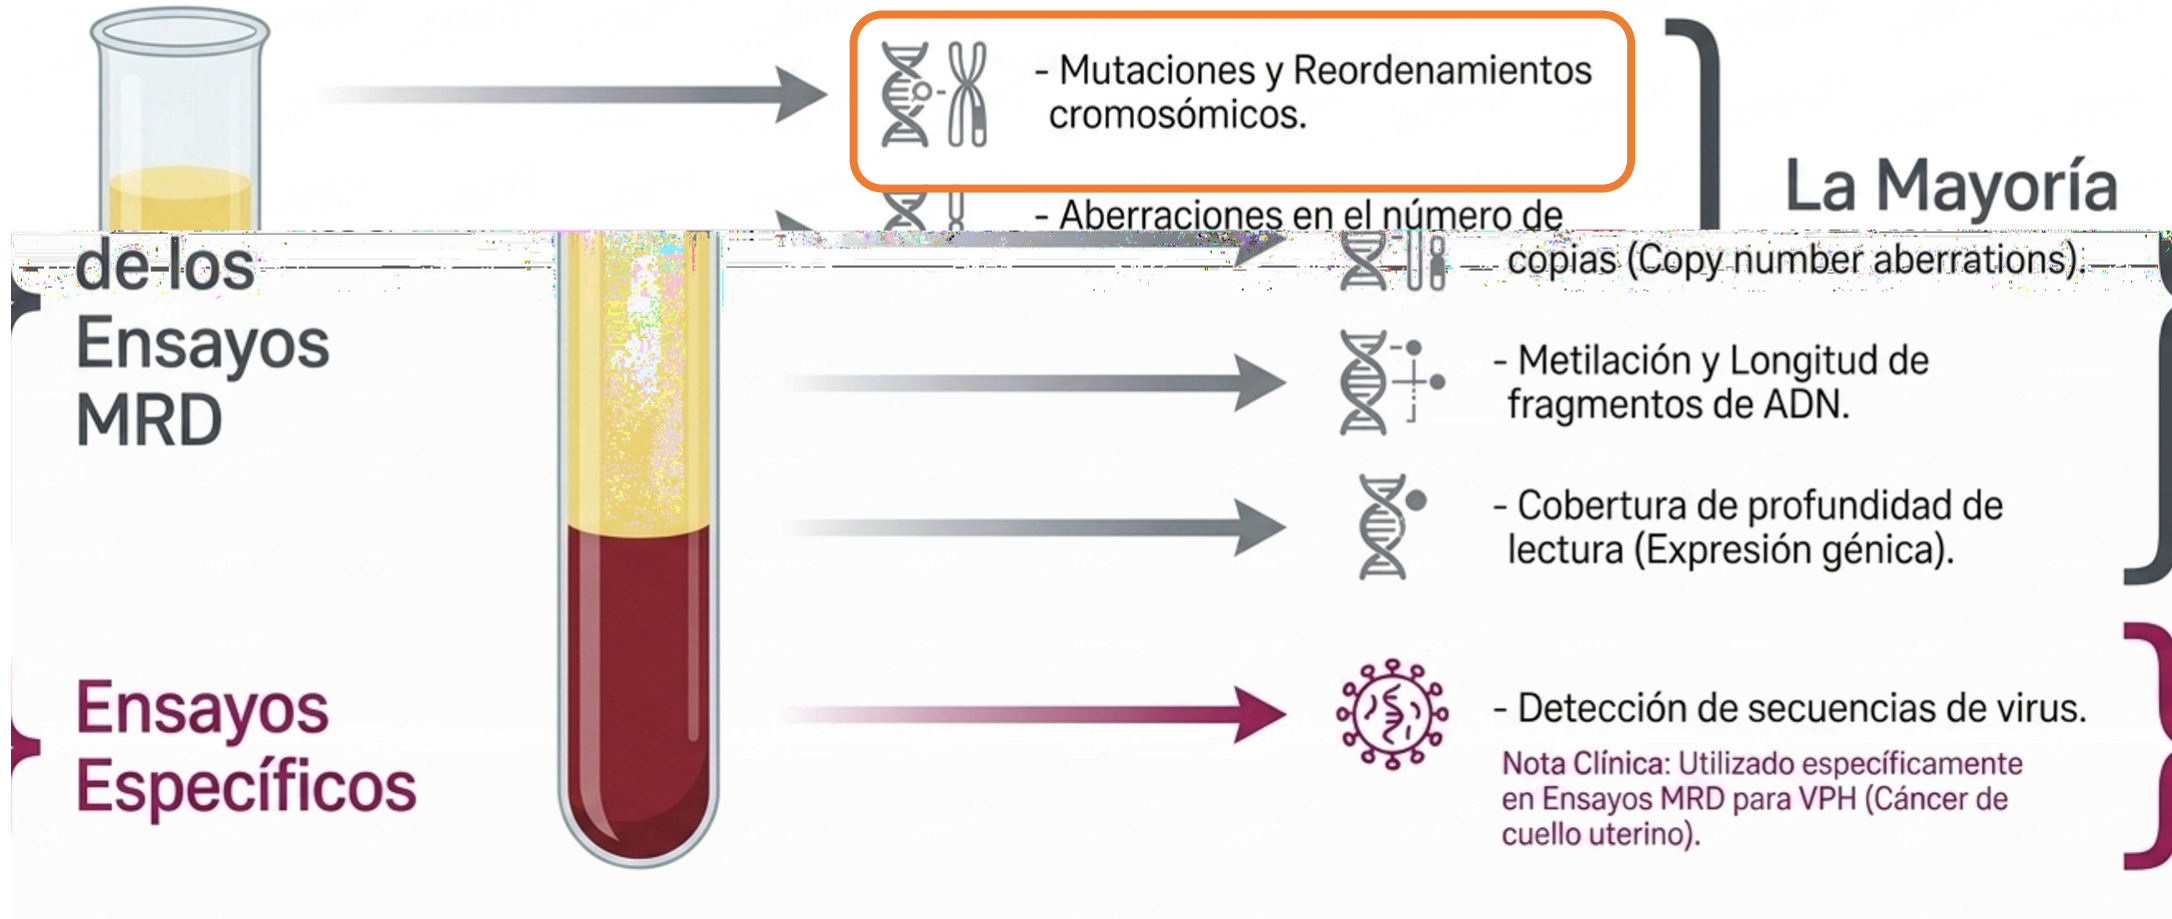 - Mutaciones y Reordenamientos
cromosómicos.
- Aberraciones en el número de
copias (Copy number aberrations).
- Metilación y Longitud de
fragmentos de ADN.
- Cobertura de profundidad de
lectura (Expresión génica).
La Mayoría
de los
Ensayos
MRD
- Detección de secuencias de virus.
Nota Clínica: Utilizado específicamente
en Ensayos MRD para VPH (Cáncer de
cuello uterino).
Ensayos
Específicos